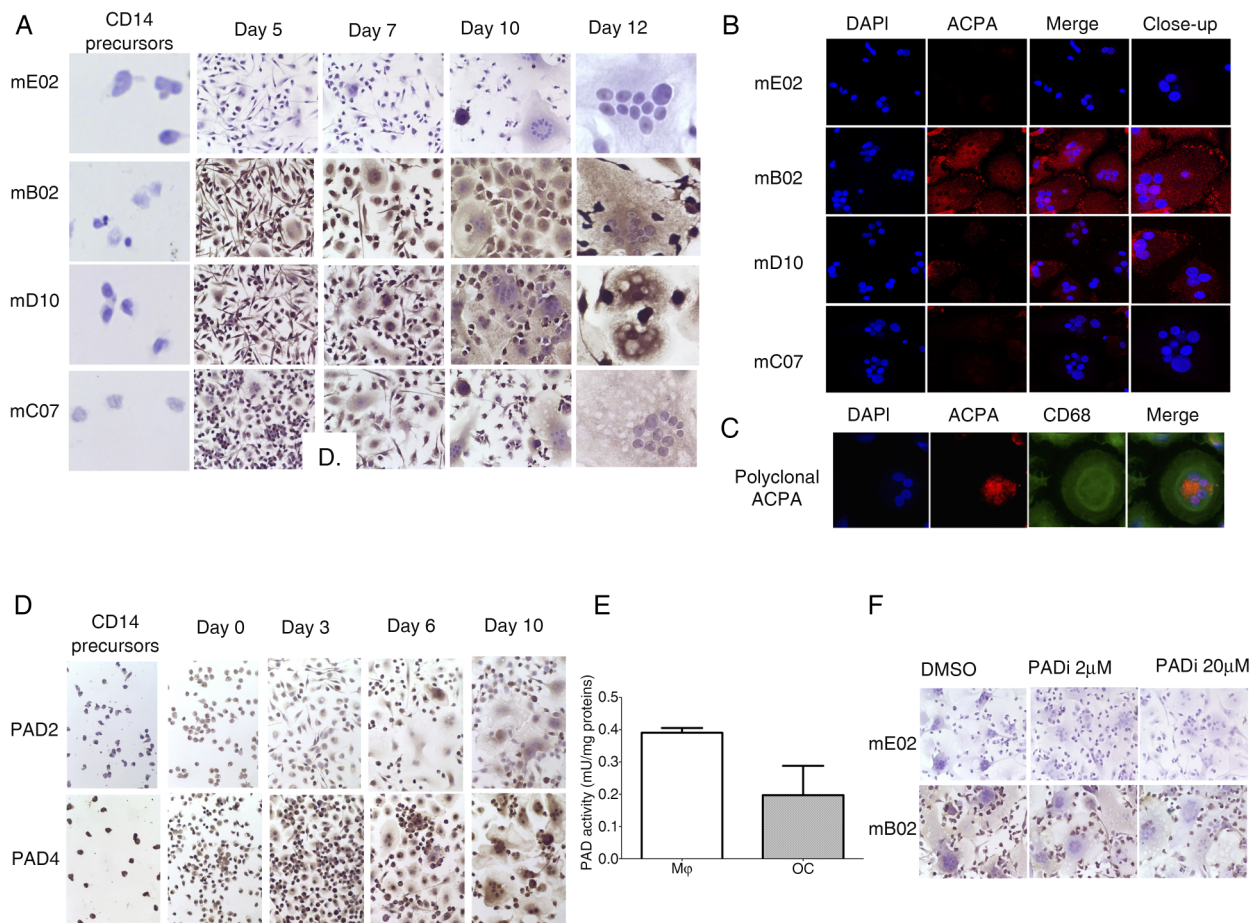 A
CD14
precursors
Day 5
Day 7
Day 10
Day 12
mE02
mB02
mD10
mC07
D.
B
DAPI
ACPA
Merge
Close-up
mE02
mB02
mD10
mC07
C
DAPI
ACPA
CD68
Merge
Polyclonal
ACPA
D
CD14
precursors
Day 0
Day 3
Day 6
Day 10
PAD2
PAD4
E
PAD activity (mU/mg proteins)
0.5
0.4
0.3
0.2
0.1
0.0
Mφ
OC
F
DMSO
PADi 2μM
PADi 20μM
mE02
mB02